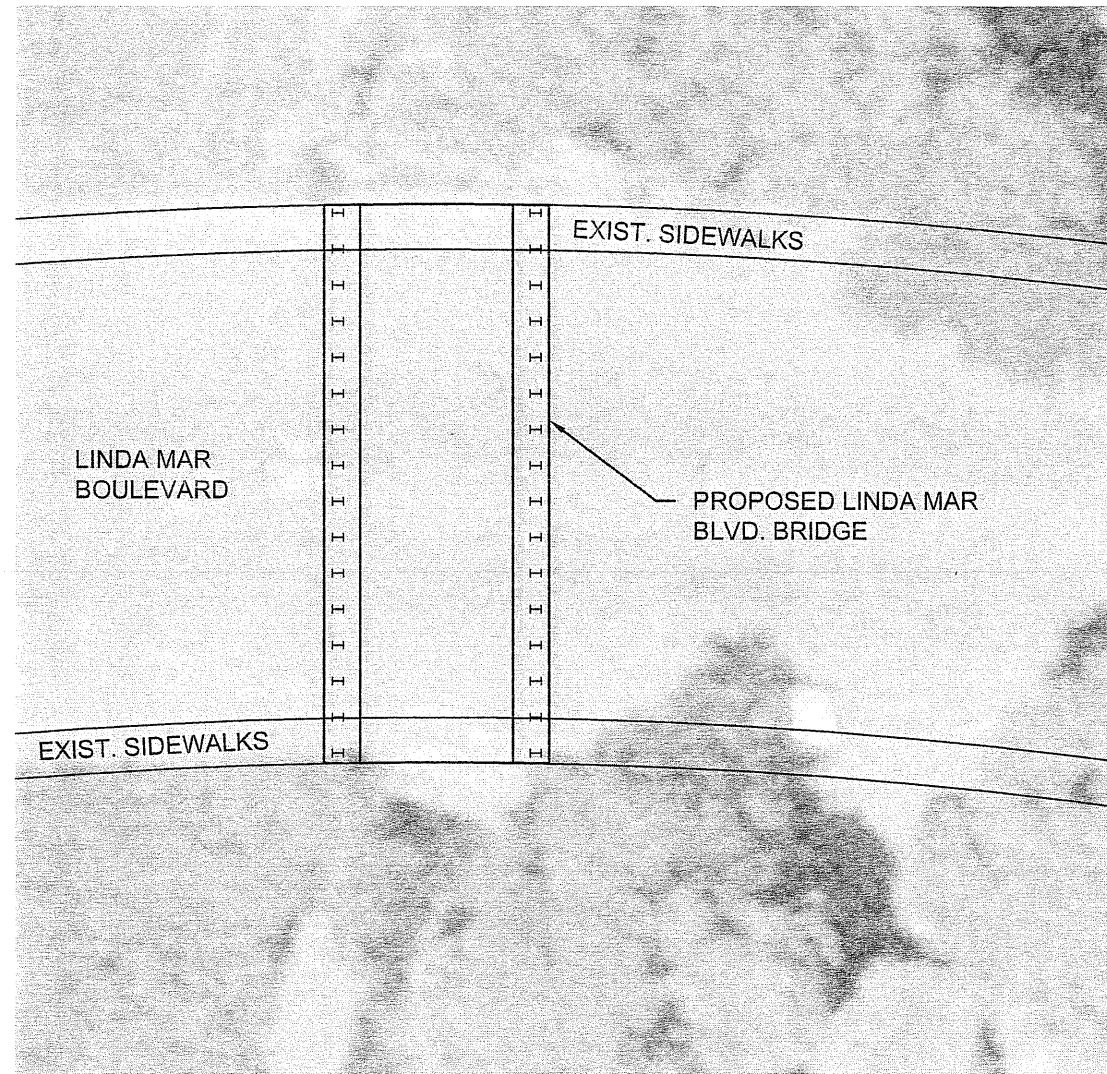 EXIST. SIDEWALKS
LINDA MAR
BOULEVARD
PROPOSED LINDA MAR
BLVD. BRIDGE
EXIST. SIDEWALKS